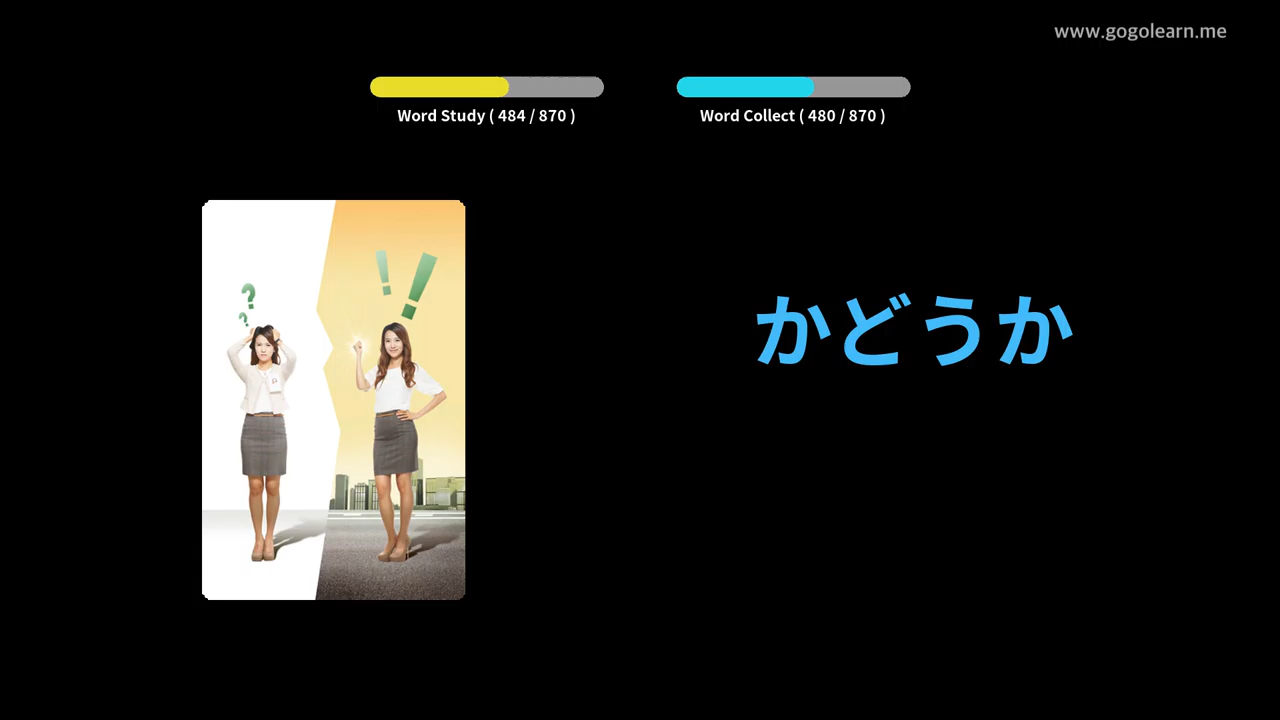 www.gogolearn.me
Word Study ( 484 / 870 )
Word Collect ( 480 / 870 )
? ?
! !
かどうか